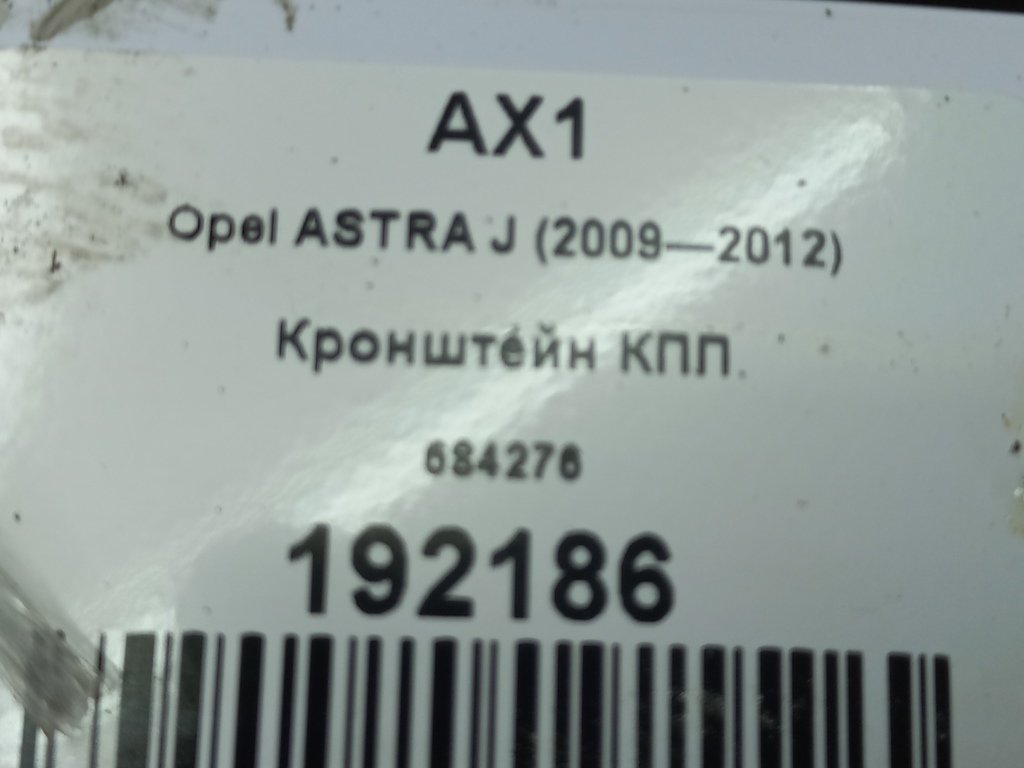 AX1
Opel ASTRA J (2009—2012)
Кронштейн КПП
684276
192186